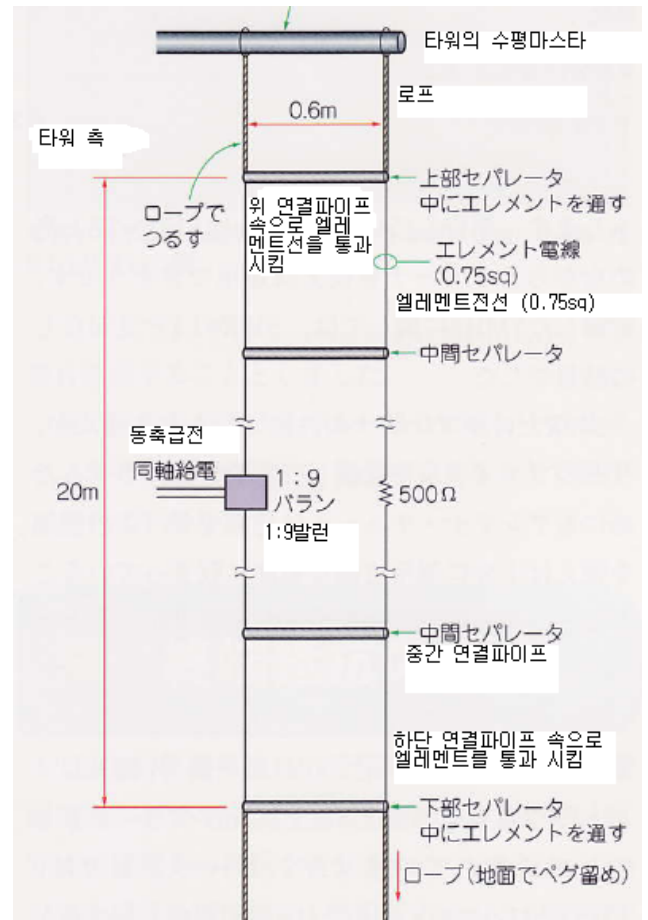 타워의 수평마스타
로프
0.6m
타워 측
ロープで
つるす
위 연결파이프
속으로 엘레
멘트선을 통과
시킴
上部セパレータ
中にエレメントを通す
エレメント電線
(0.75sq)
엘레멘트전선 (0.75sq)
中間セパレータ
동축급전
同軸給電
20m
1:9
バラン
1:9발런
500Ω
中間セパレータ
중간 연결파이프
하단 연결파이프 속으로
엘레멘트를 통과 시킴
下部セパレータ
中にエレメントを通す
ロープ(地面でペグ留め)